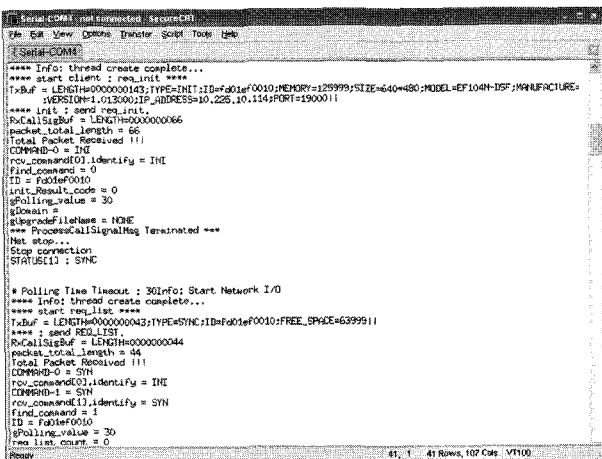 Serial-COM4 - not connected - SecureCRT
File Edit View Options Transfer Script Tools Help
Serial-COM4
**** Info: thread create complete...
**** start client : req_init ****
TxBuf = LENGTH=0000000143;TYPE=INIT;ID=fd01ef0010;MEMORY=125999;SIZE=640*480;MODEL=EF104N-DSF;MANUFACTURE=
;VERSION=1.013000;IP_ADDRESS=10.225.10.114;PORT=19000||
**** init : send req_init.
RxCallSigBuf = LENGTH=0000000066
packet_total_length = 66
Total Packet Received !!!
COMMAND-0 = INI
rcv_command[0].identify = INI
find_command = 0
ID = fd01ef0010
init_Result_code = 0
gPolling_value = 30
gDomain =
gUpgradeFileName = NONE
*** ProcessCallSignalMsg Terminated ***
Net stop...
Stop connection
STATUS[1] : SYNC
# Polling Time Timeout : 30Info: Start Network I/O
**** Info: thread create complete...
**** start req_list ****
TxBuf = LENGTH=0000000043;TYPE=SYNC;ID=fd01ef0010;FREE_SPACE=63999||
**** : send REQ_LIST.
RxCallSigBuf = LENGTH=0000000044
packet_total_length = 44
Total Packet Received !!!
COMMAND-0 = SYN
rcv_command[0].identify = INI
COMMAND-1 = SYN
rcv_command[1].identify = SYN
find_command = 1
ID = fd01ef0010
gPolling_value = 30
req_list_count = 0
Ready 41, 1 41 Rows, 107 Cols VT100